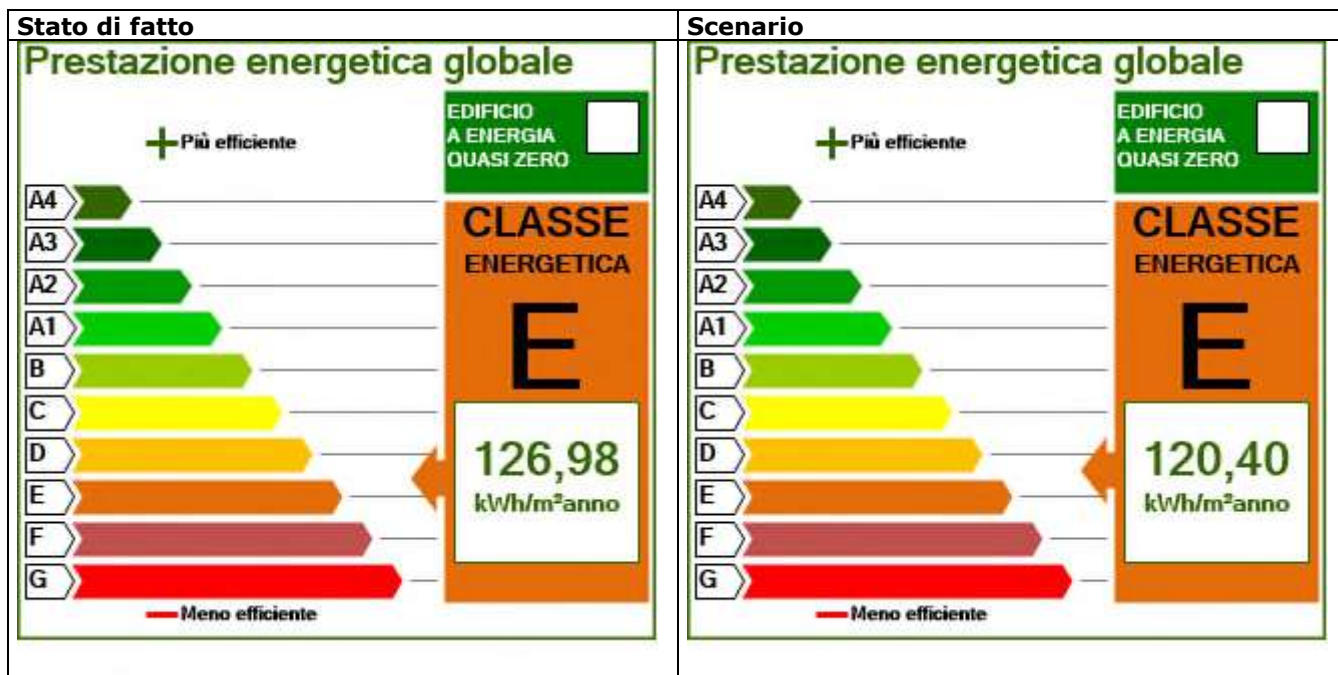 Stato di fatto
Prestazione energetica globale
Più efficiente
EDIFICIO
A ENERGIA
QUASI ZERO
A4
A3
A2
A1
B
C
D
E
F
G
Meno efficiente
CLASSE
ENERGETICA
E
126,98
kWh/m²anno
Scenario
Prestazione energetica globale
Più efficiente
EDIFICIO
A ENERGIA
QUASI ZERO
A4
A3
A2
A1
B
C
D
E
F
G
Meno efficiente
CLASSE
ENERGETICA
E
120,40
kWh/m²anno